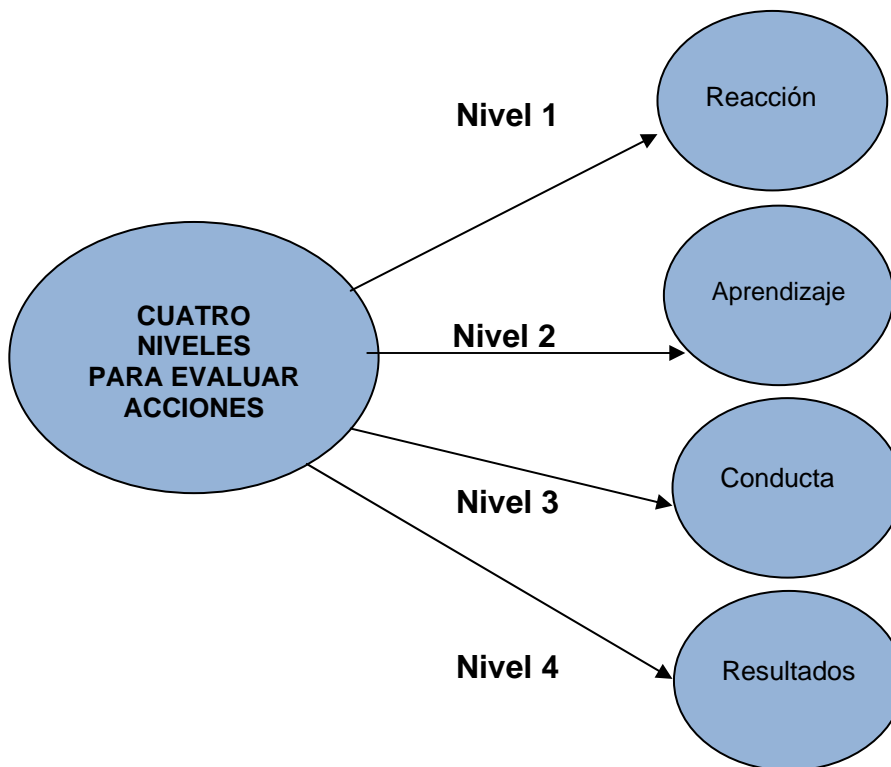 Nivel 1
Reacción
CUATRO
NIVELES
PARA EVALUAR
ACCIONES
Nivel 2
Aprendizaje
Nivel 3
Conducta
Nivel 4
Resultados